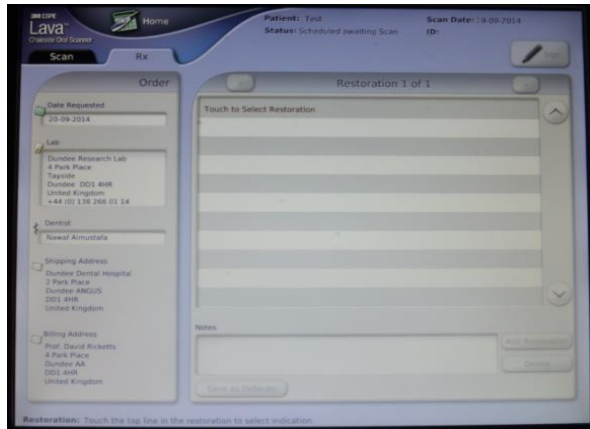 3M ESPE
Lava™
Chairside Oral Scanner
Home
Patient: Test
Status: Scheduled awaiting Scan
Scan Date: 19-09-2014
ID:
Scan
Rx
Sign
Order
Restoration 1 of 1
Date Requested
20-09-2014
Touch to Select Restoration
Lab
Dundee Research Lab
4 Park Place
Tayside
Dundee DD1 4HR
United Kingdom
+44 (0) 138 266 01 14
Dentist
Nawaf Almustafa
Shipping Address
Dundee Dental Hospital
2 Park Place
Dundee ANGUS
DD1 4HR
United Kingdom
Billing Address
Prof. David Ricketts
4 Park Place
Dundee AA
DD1 4HR
United Kingdom
Notes
Add Restoration
Delete
Save as Defaults
Restoration: Touch the top line in the restoration to select indication.